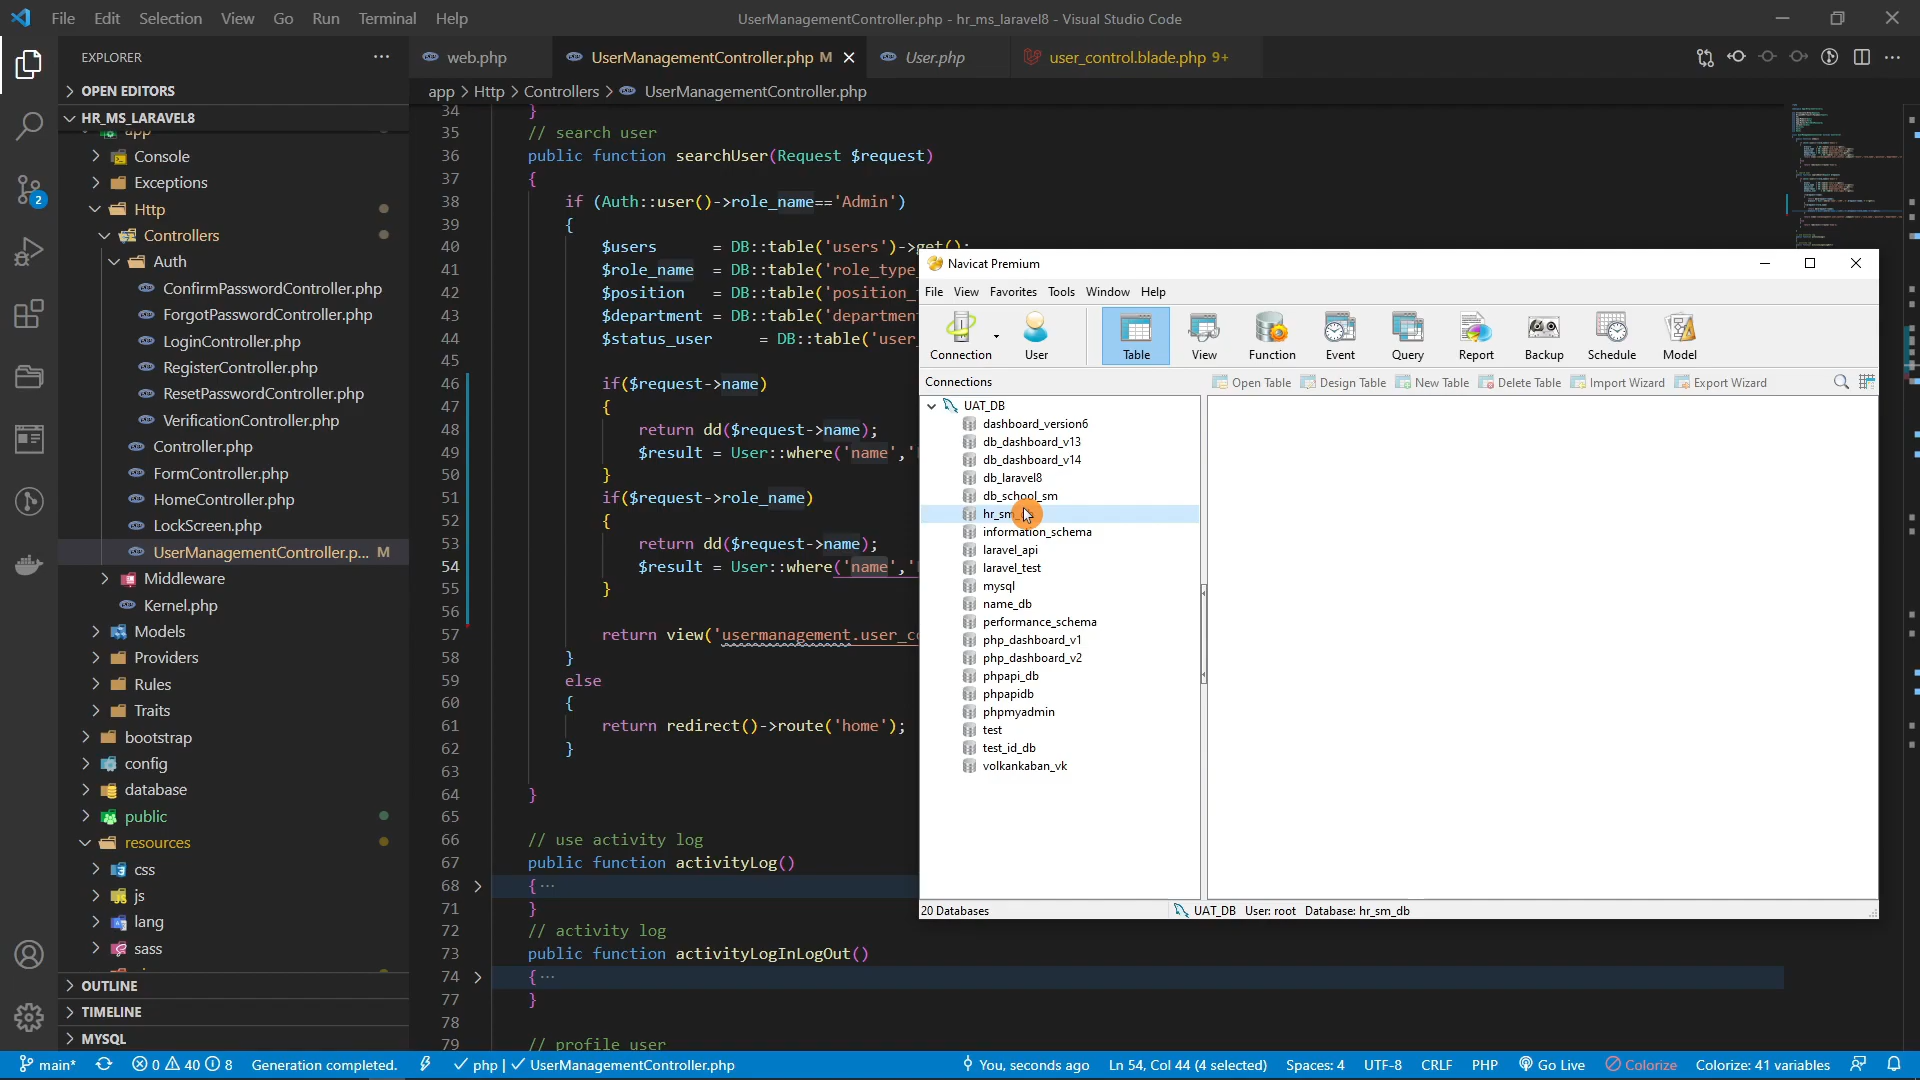 File Edit Selection View Go Run Terminal Help
UserManagementController.php - hr_ms_laravel8 - Visual Studio Code
EXPLORER
web.php
UserManagementController.php M
User.php
user_control.blade.php 9+
OPEN EDITORS
app > Http > Controllers > UserManagementController.php
HR_MS_LARAVEL8
app
Console
Exceptions
Http
Controllers
Auth
ConfirmPasswordController.php
ForgotPasswordController.php
LoginController.php
RegisterController.php
ResetPasswordController.php
VerificationController.php
Controller.php
FormController.php
HomeController.php
LockScreen.php
UserManagementController.p... M
Middleware
Kernel.php
Models
Providers
Rules
Traits
bootstrap
config
database
public
resources
css
js
lang
sass
OUTLINE
TIMELINE
MYSQL
2
34 }
35 // search user
36 public function searchUser(Request $request)
37 {
38 if (Auth::user()->role_name=='Admin')
39 {
40 $users = DB::table('users')->get();
41 $role_name = DB::table('role_type_
42 $position = DB::table('position_
43 $department = DB::table('department
44 $status_user = DB::table('user_
45
46 if($request->name)
47 {
48 return dd($request->name);
49 $result = User::where('name','
50 }
51 if($request->role_name)
52 {
53 return dd($request->name);
54 $result = User::where('name','
55 }
56
57 return view('usermanagement.user_co
58 }
59 else
60 {
61 return redirect()->route('home');
62 }
63
64 }
65
66 // use activity log
67 public function activityLog()
68 {···
71 }
72 // activity log
73 public function activityLogInLogOut()
74 {···
77 }
78
79 // profile user
Navicat Premium
File View Favorites Tools Window Help
Connection User Table View Function Event Query Report Backup Schedule Model
Connections
Open Table Design Table New Table Delete Table Import Wizard Export Wizard
UAT_DB
dashboard_version6
db_dashboard_v13
db_dashboard_v14
db_laravel8
db_school_sm
hr_sm
information_schema
laravel_api
laravel_test
mysql
name_db
performance_schema
php_dashboard_v1
php_dashboard_v2
phpapi_db
phpapidb
phpmyadmin
test
test_id_db
volkankaban_vk
20 Databases
UAT_DB User: root Database: hr_sm_db
main* 0 40 8 Generation completed. php | UserManagementController.php
You, seconds ago Ln 54, Col 44 (4 selected) Spaces: 4 UTF-8 CRLF PHP Go Live Colorize Colorize: 41 variables